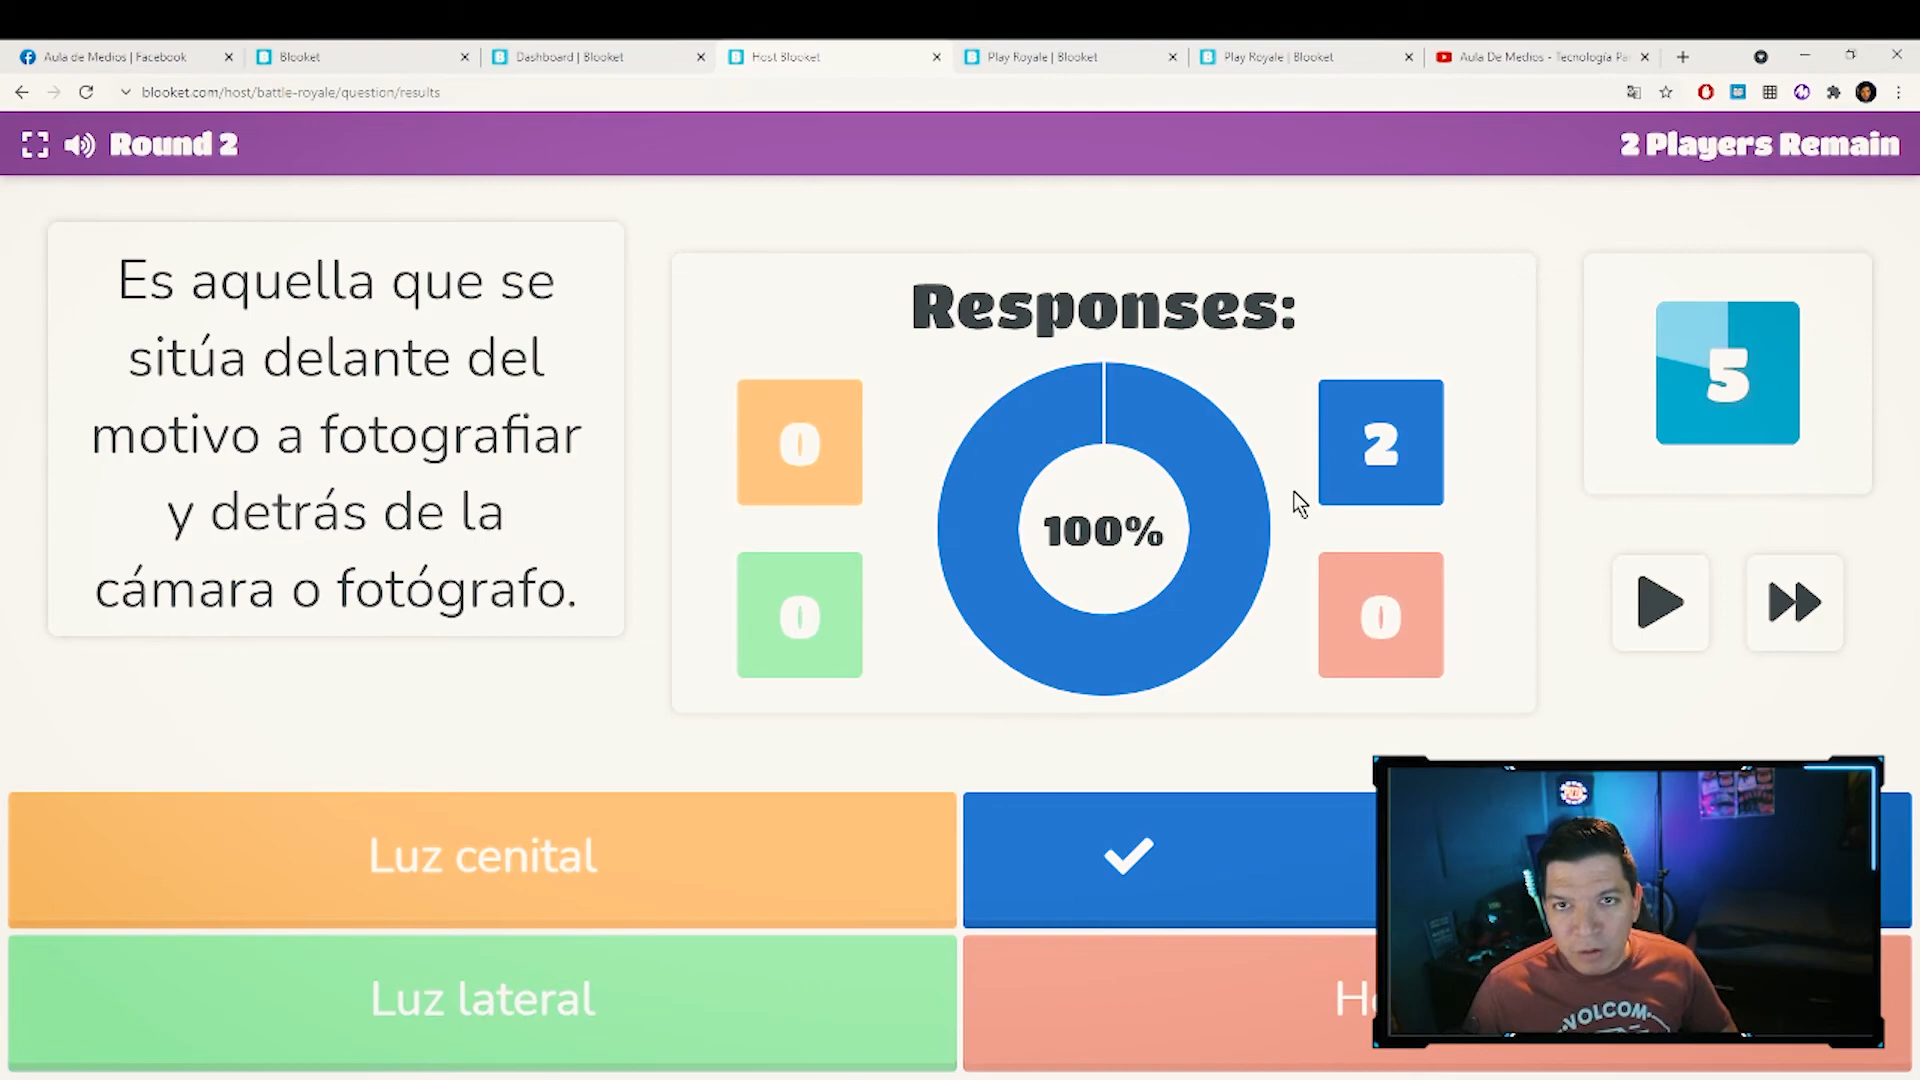 Aula de Medios | Facebook
Blooket
Dashboard | Blooket
Host Blooket
Play Royale | Blooket
Play Royale | Blooket
Aula De Medios - Tecnología Pa
blooket.com/host/battle-royale/question/results
Round 2
2 Players Remain
Es aquella que se
sitúa delante del
motivo a fotografiar
y detrás de la
cámara o fotógrafo.
Responses:
0
2
100%
0
0
5
Luz cenital
Luz lateral
VOLCOM